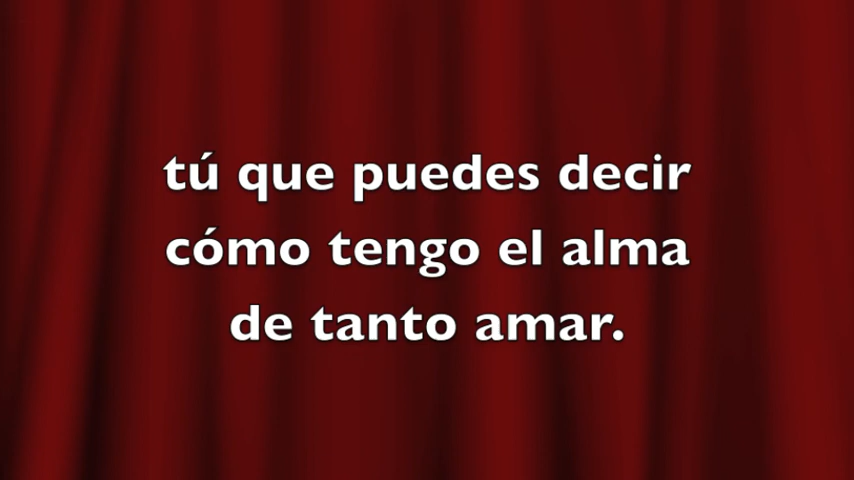 tú que puedes decir
cómo tengo el alma
de tanto amar.